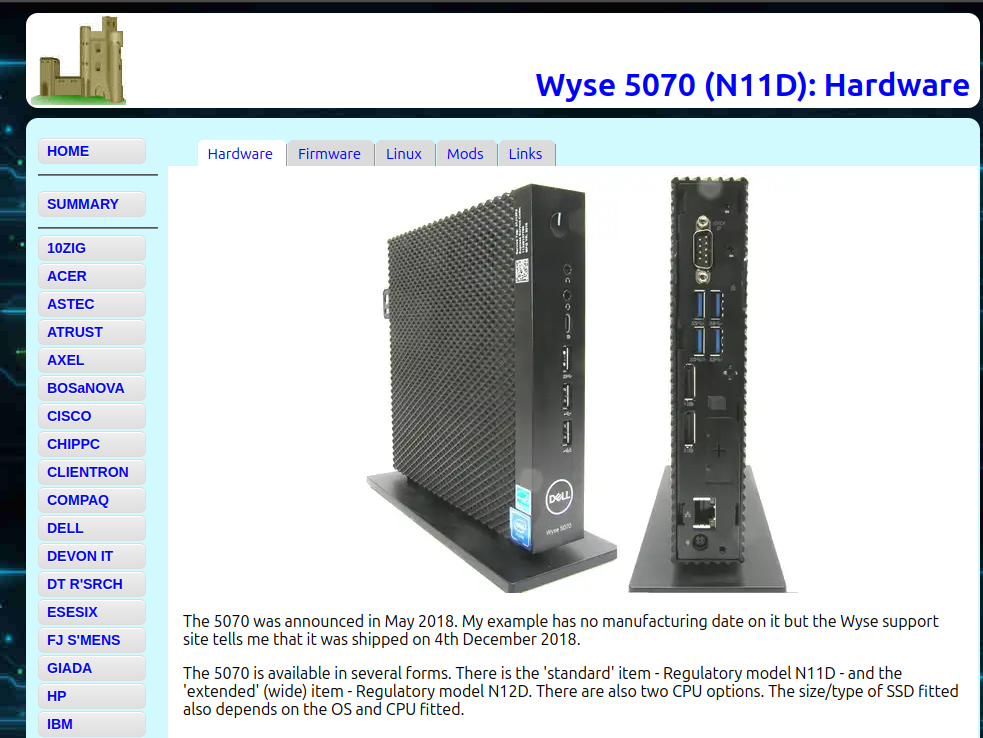 Wyse 5070 (N11D): Hardware
HOME
SUMMARY
10ZIG
ACER
ASTEC
ATRUST
AXEL
BOSaNOVA
CISCO
CHIPPC
CLIENTRON
COMPAQ
DELL
DEVON IT
DT R'SRCH
ESESIX
FJ S'MENS
GIADA
HP
IBM
Hardware
Firmware
Linux
Mods
Links
DELL
Wyse 5070
The 5070 was announced in May 2018. My example has no manufacturing date on it but the Wyse support
site tells me that it was shipped on 4th December 2018.
The 5070 is available in several forms. There is the 'standard' item - Regulatory model N11D - and the
'extended' (wide) item - Regulatory model N12D. There are also two CPU options. The size/type of SSD fitted
also depends on the OS and CPU fitted.